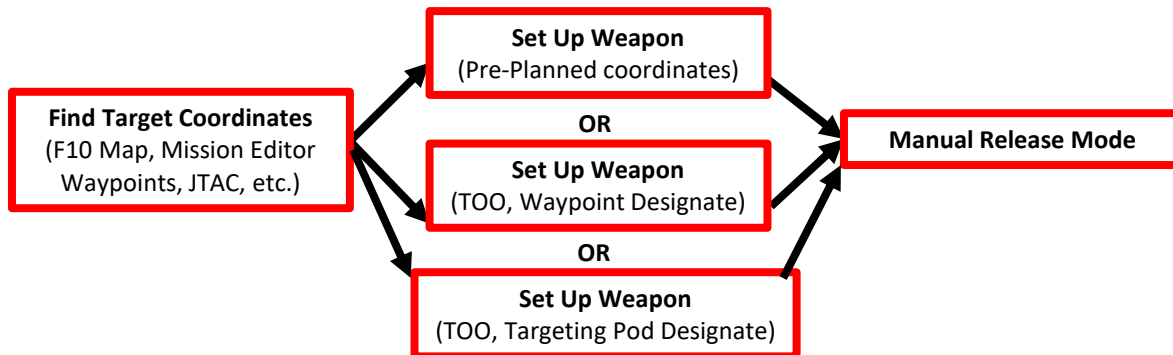 Find Target Coordinates
(F10 Map, Mission Editor
Waypoints, JTAC, etc.)
Set Up Weapon
(Pre-Planned coordinates)
OR
Set Up Weapon
(TOO, Waypoint Designate)
OR
Set Up Weapon
(TOO, Targeting Pod Designate)
Manual Release Mode